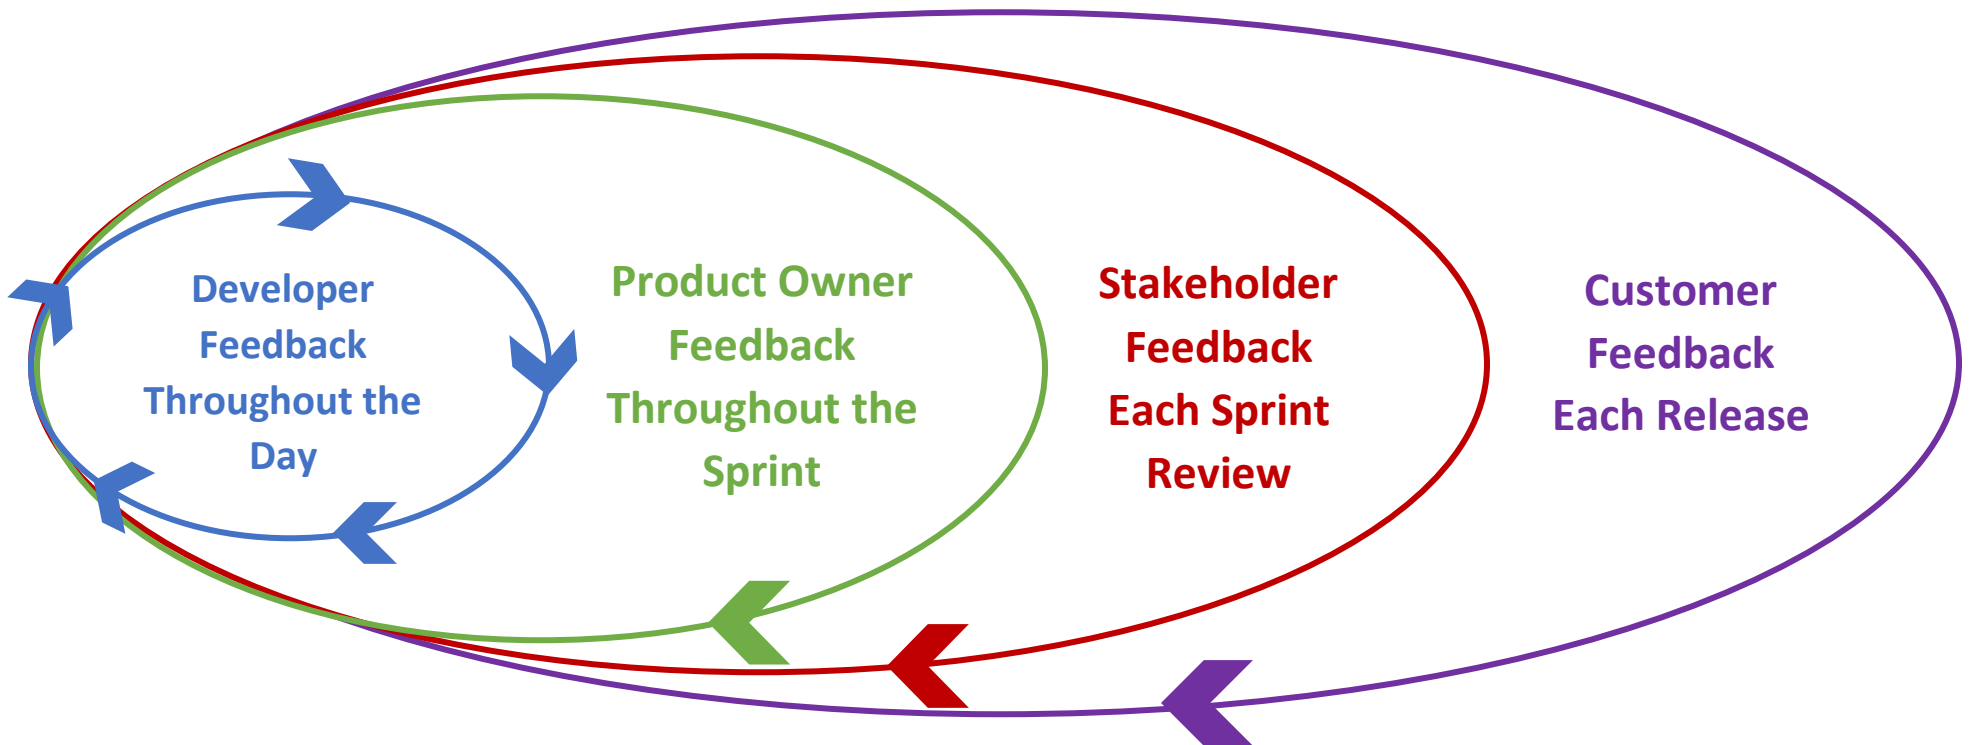 Developer
Feedback
Throughout the
Day
Product Owner
Feedback
Throughout the
Sprint
Stakeholder
Feedback
Each Sprint
Review
Customer
Feedback
Each Release